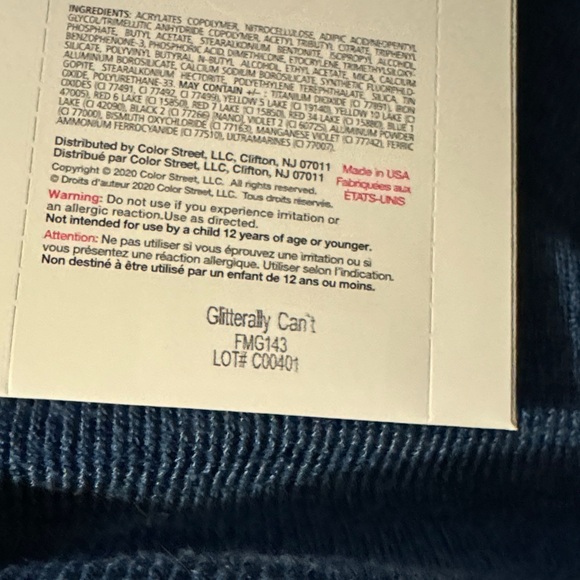 INGREDIENTS: ACRYLATES COPOLYMER, NITROCELLULOSE, ADIPIC ACID/NEOPENTYL
GLYCOL/TRIMELLITIC ANHYDRIDE COPOLYMER, ACETYL TRIBUTYL CITRATE, TRIPHENYL
PHOSPHATE, BUTYL ACETATE, STEARALKONIUM BENTONITE, ISOPROPYL ALCOHOL,
BENZOPHENONE-3, PHOSPHORIC ACID, DIMETHICONE, ETOCRYLENE, TRIMETHYLSILOXY-
SILICATE, POLYVINYL BUTYRAL, N-BUTYL ALCOHOL, ETHYL ACETATE, MICA, CALCIUM
ALUMINUM BOROSILICATE, CALCIUM SODIUM BOROSILICATE, SYNTHETIC FLUORPHLO-
GOPITE, STEARALKONIUM HECTORITE, POLYETHYLENE TEREPHTHALATE, SILICA, TIN
OXIDE, POLYURETHANE-33. MAY CONTAIN +/- : TITANIUM DIOXIDE (CI 77891), IRON
OXIDES (CI 77491, CI 77492, CI 77499), YELLOW 5 LAKE (CI 19140), YELLOW 10 LAKE (CI
47005), RED 6 LAKE (CI 15850), RED 7 LAKE (CI 15850), RED 34 LAKE (CI 15880), BLUE 1
LAKE (CI 42090), BLACK 2 (CI 77266) [NANO], VIOLET 2 (CI 60725), ALUMINUM POWDER
(CI 77000), BISMUTH OXYCHLORIDE (CI 77163), MANGANESE VIOLET (CI 77742), FERRIC
AMMONIUM FERROCYANIDE (CI 77510), ULTRAMARINES (CI 77007).
Distributed by Color Street, LLC, Clifton, NJ 07011
Distribué par Color Street, LLC, Clifton, NJ 07011
Made in USA
Fabriquées aux
ÉTATS-UNIS
Copyright © 2020 Color Street, LLC. All rights reserved.
© Droits d'auteur 2020 Color Street, LLC. Tous droits réservés.
Warning: Do not use if you experience irritation or
an allergic reaction.Use as directed.
Not intended for use by a child 12 years of age or younger.
Attention: Ne pas utiliser si vous éprouvez une irritation ou si
vous présentez une réaction allergique. Utiliser selon l'indication.
Non destiné à être utilisé par un enfant de 12 ans ou moins.
Glitterally Can't
FMG143
LOT# C00401